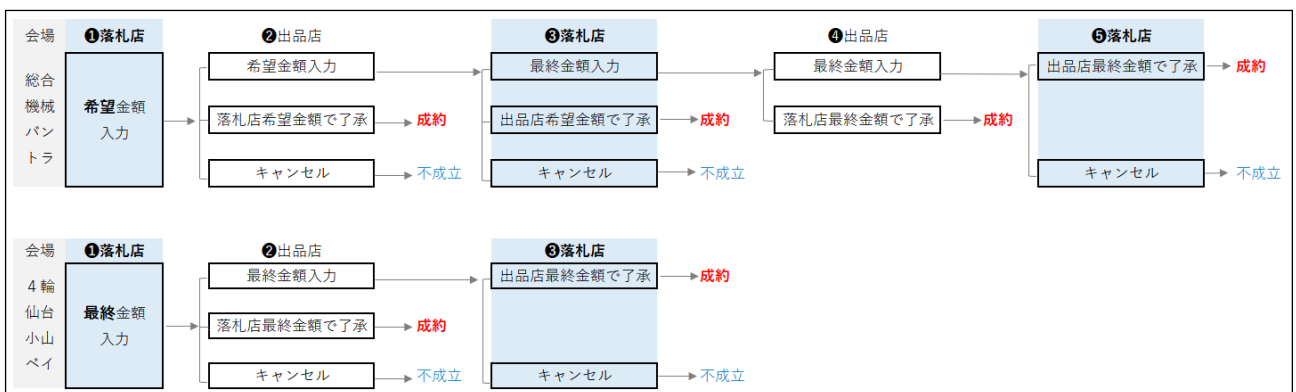 会場 ❶落札店 ❷出品店 ❸落札店 ❹出品店 ❺落札店
総合
機械
バン
トラ
希望金額
入力
希望金額入力
落札店希望金額で了承 成約
キャンセル 不成立
最終金額入力
出品店希望金額で了承 成約
キャンセル 不成立
最終金額入力
落札店最終金額で了承 成約
出品店最終金額で了承 成約
キャンセル 不成立
会場 ❶落札店 ❷出品店 ❸落札店
4輪
仙台
小山
ベイ
最終金額
入力
最終金額入力
落札店最終金額で了承 成約
キャンセル 不成立
出品店最終金額で了承 成約
キャンセル 不成立